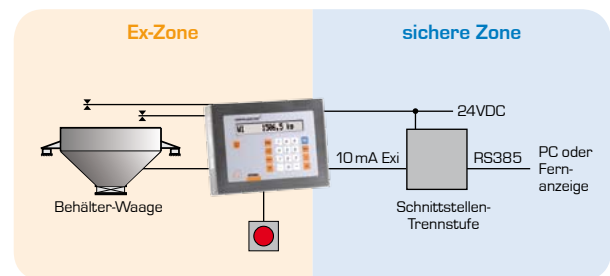 Ex-Zone
sichere Zone
W1 1506,5 kg
24VDC
10 mA Exi
RS385
PC oder
Fern-
anzeige
Behälter-Waage
Schnittstellen-
Trennstufe